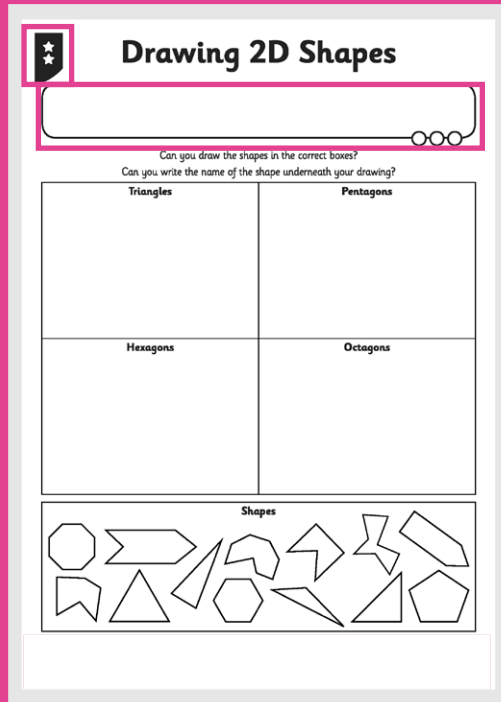 Drawing 2D Shapes
Can you draw the shapes in the correct boxes?
Can you write the name of the shape underneath your drawing?
Triangles
Pentagons
Hexagons
Octagons
Shapes